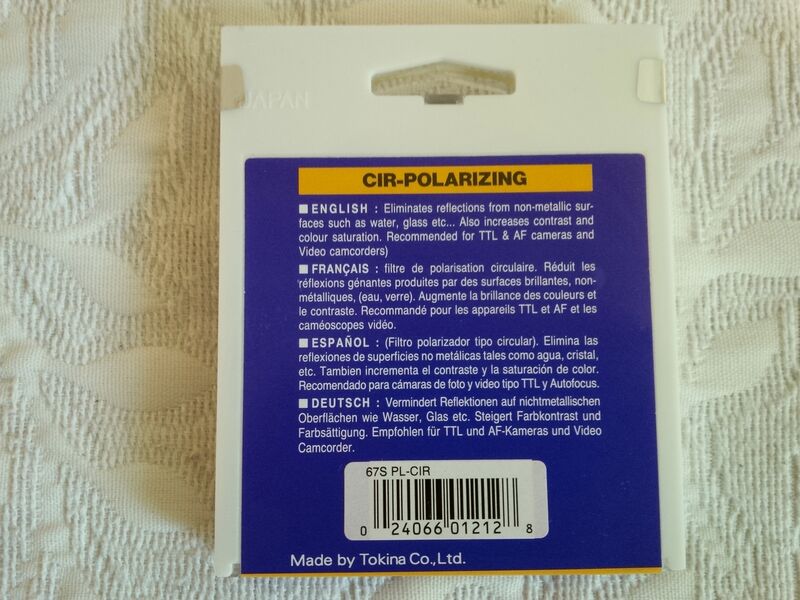 JAPAN
CIR-POLARIZING
■ ENGLISH : Eliminates reflections from non-metallic sur-
faces such as water, glass etc... Also increases contrast and
colour saturation. Recommended for TTL & AF cameras and
Video camcorders)
■ FRANÇAIS : filtre de polarisation circulaire. Réduit les
réflexions génantes produites par des surfaces brillantes, non-
métalliques, (eau, verre). Augmente la brillance des couleurs et
le contraste. Recommandé pour les appareils TTL et AF et les
caméoscopes vidéo.
■ ESPAÑOL : (Filtro polarizador tipo circular). Elimina las
reflexiones de superficies no metálicas tales como agua, cristal,
etc. Tambien incrementa el contraste y la saturación de color.
Recomendado para cámaras de foto y video tipo TTL y Autofocus.
■ DEUTSCH : Vermindert Reflektionen auf nichtmetallischen
Oberflächen wie Wasser, Glas etc. Steigert Farbkontrast und
Farbsättigung. Empfohlen für TTL und AF-Kameras und Video
Camcorder.
67S PL-CIR
0 24066 01212 8
Made by Tokina Co., Ltd.